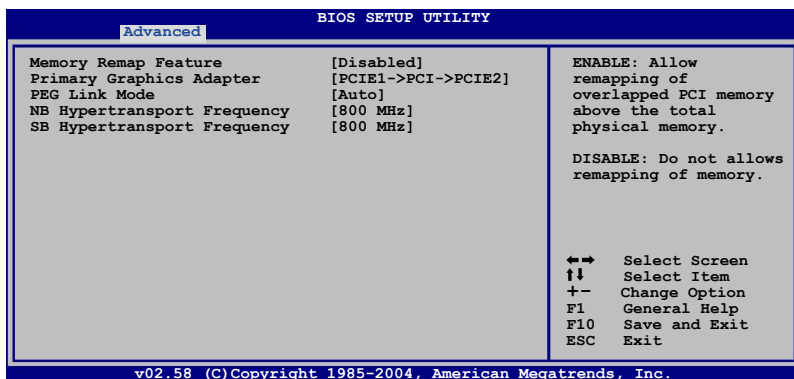 BIOS SETUP UTILITY
Advanced
Memory Remap Feature [Disabled]
Primary Graphics Adapter [PCIE1->PCI->PCIE2]
PEG Link Mode [Auto]
NB Hypertransport Frequency [800 MHz]
SB Hypertransport Frequency [800 MHz]
ENABLE: Allow
remapping of
overlapped PCI memory
above the total
physical memory.
DISABLE: Do not allows
remapping of memory.
←→ Select Screen
↑↓ Select Item
+- Change Option
F1 General Help
F10 Save and Exit
ESC Exit
v02.58 (C)Copyright 1985-2004, American Megatrends, Inc.